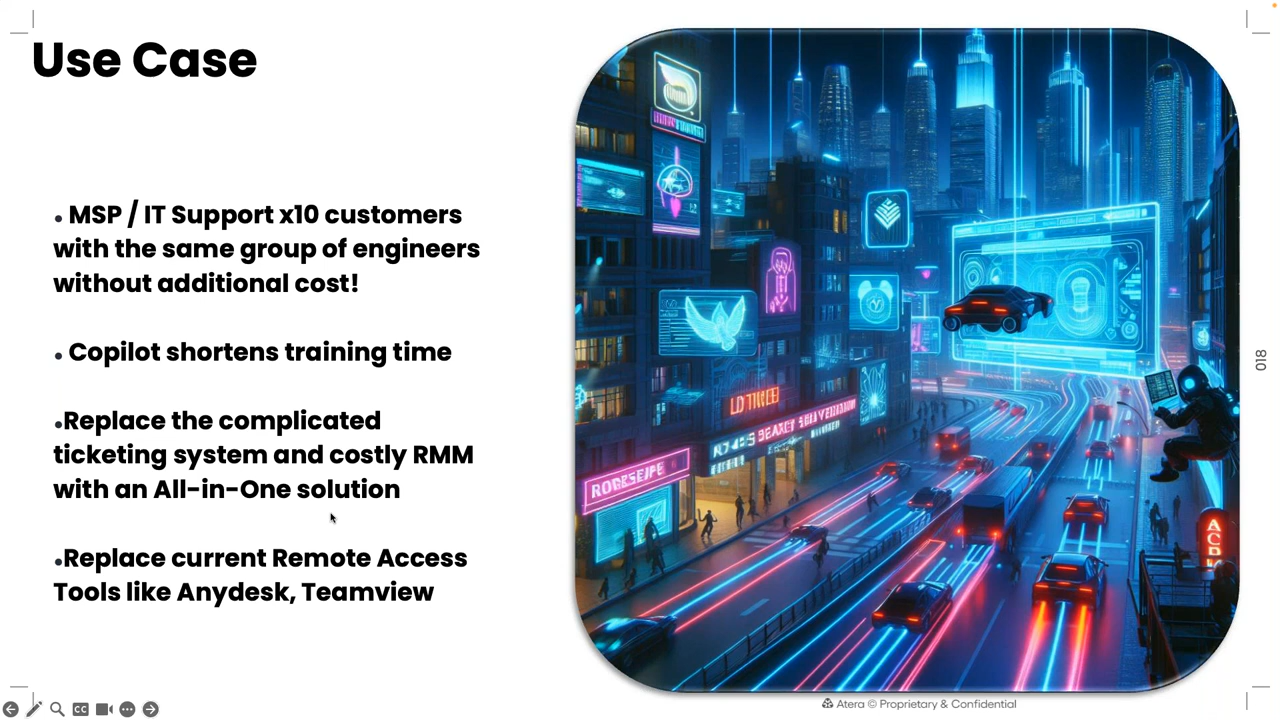 Use Case
• MSP / IT Support x10 customers
with the same group of engineers
without additional cost!
• Copilot shortens training time
•Replace the complicated
ticketing system and costly RMM
with an All-in-One solution
•Replace current Remote Access
Tools like Anydesk, Teamview
018
Atera © Proprietary & Confidential
CC